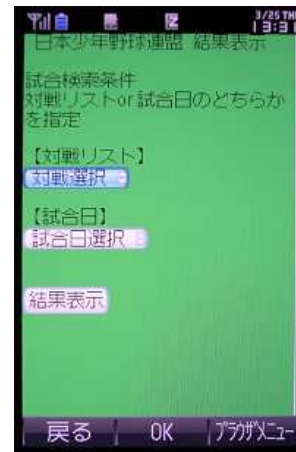 3/25 TH
日本少年野球連盟 結果表示
試合検索条件
対戦リストor試合日のどちらか
を指定
【対戦リスト】
対戦選択
【試合日】
試合日選択
結果表示
戻る OK ブラウザメニュー